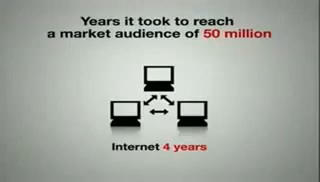 Years it took to reach
a market audience of 50 million
Internet 4 years